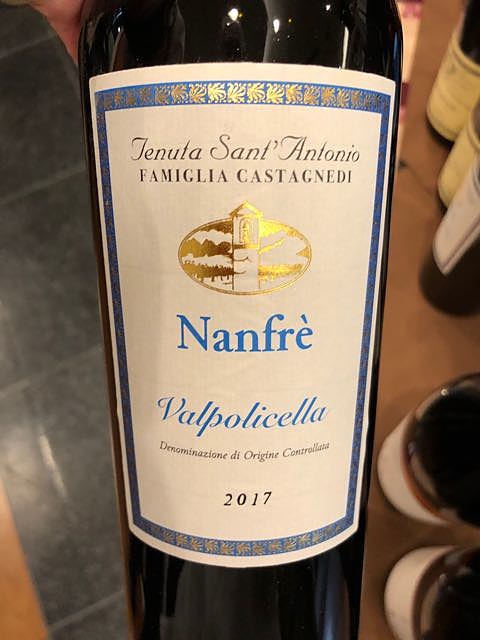 Tenuta Sant'Antonio
FAMIGLIA CASTAGNEDI
Nanfrè
Valpolicella
Denominazione di Origine Controllata
2017